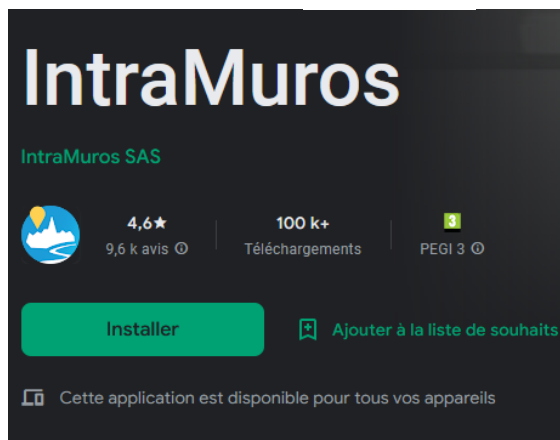 IntraMuros
IntraMuros SAS
4,6★ 100 k+ 3
9,6 k avis Téléchargements PEGI 3
Installer Ajouter à la liste de souhaits
Cette application est disponible pour tous vos appareils